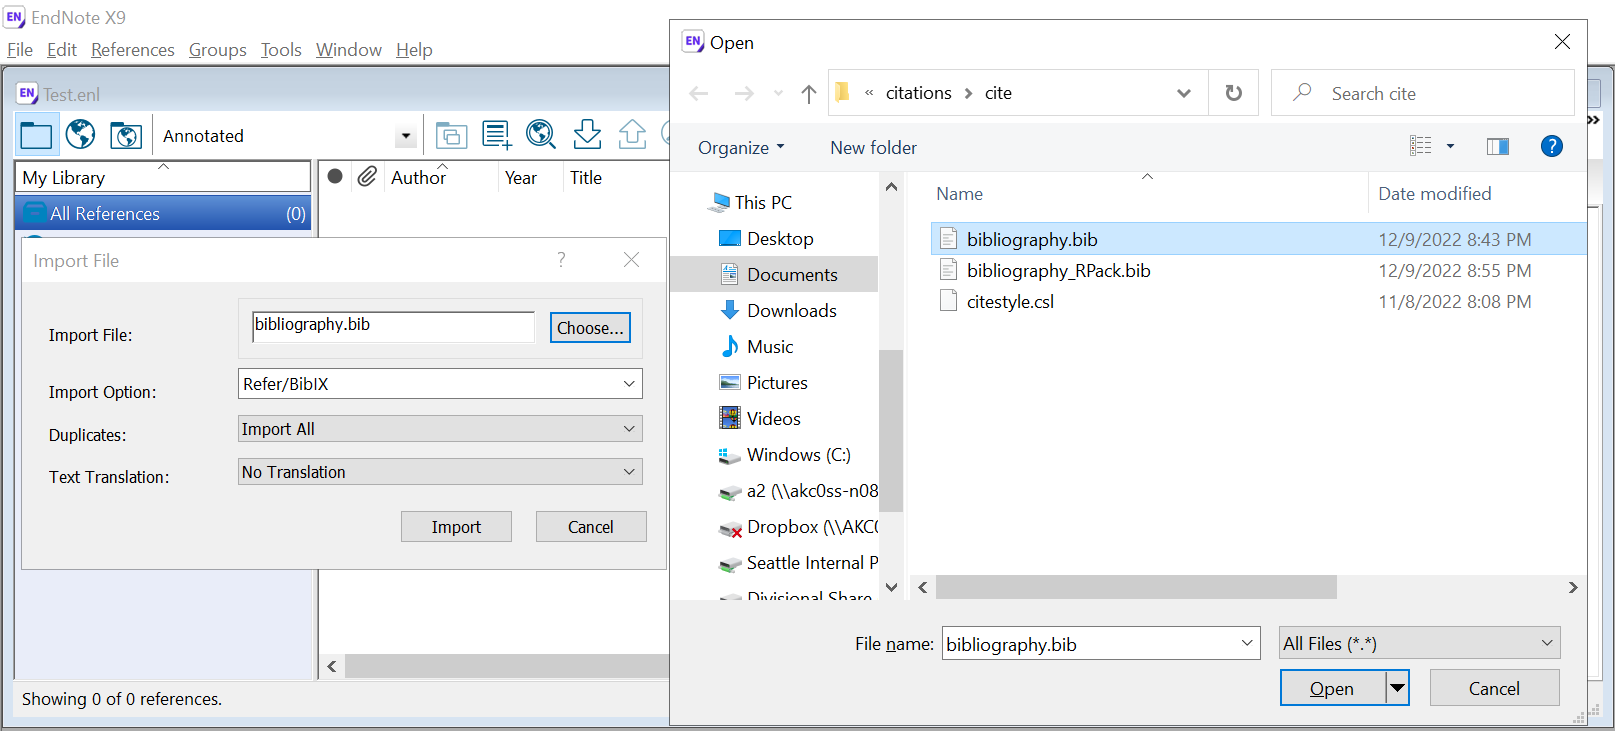 EN EndNote X9
File Edit References Groups Tools Window Help
EN Test.enl
Annotated
My Library
Author Year Title
All References (0)
Import File ?
Import File: bibliography.bib Choose...
Import Option: Refer/BibIX
Duplicates: Import All
Text Translation: No Translation
Import Cancel
Showing 0 of 0 references.
EN Open
« citations > cite
Search cite
Organize New folder ?
This PC
Desktop
Documents
Downloads
Music
Pictures
Videos
Windows (C:)
a2 (\\akc0ss-n08
Dropbox (\\AKC
Seattle Internal P
Divisional Share
Name Date modified
bibliography.bib 12/9/2022 8:43 PM
bibliography_RPack.bib 12/9/2022 8:55 PM
citestyle.csl 11/8/2022 8:08 PM
File name: bibliography.bib All Files (*.*)
Open Cancel